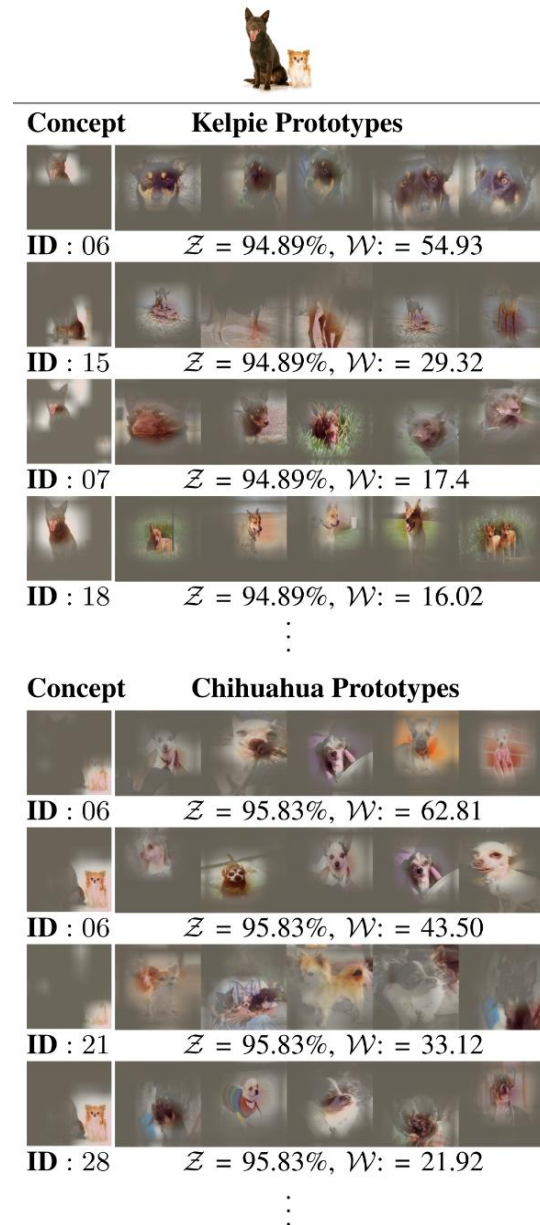 Concept Kelpie Prototypes
ID : 06 Z = 94.89%, W: = 54.93
ID : 15 Z = 94.89%, W: = 29.32
ID : 07 Z = 94.89%, W: = 17.4
ID : 18 Z = 94.89%, W: = 16.02
⋮
Concept Chihuahua Prototypes
ID : 06 Z = 95.83%, W: = 62.81
ID : 06 Z = 95.83%, W: = 43.50
ID : 21 Z = 95.83%, W: = 33.12
ID : 28 Z = 95.83%, W: = 21.92
⋮